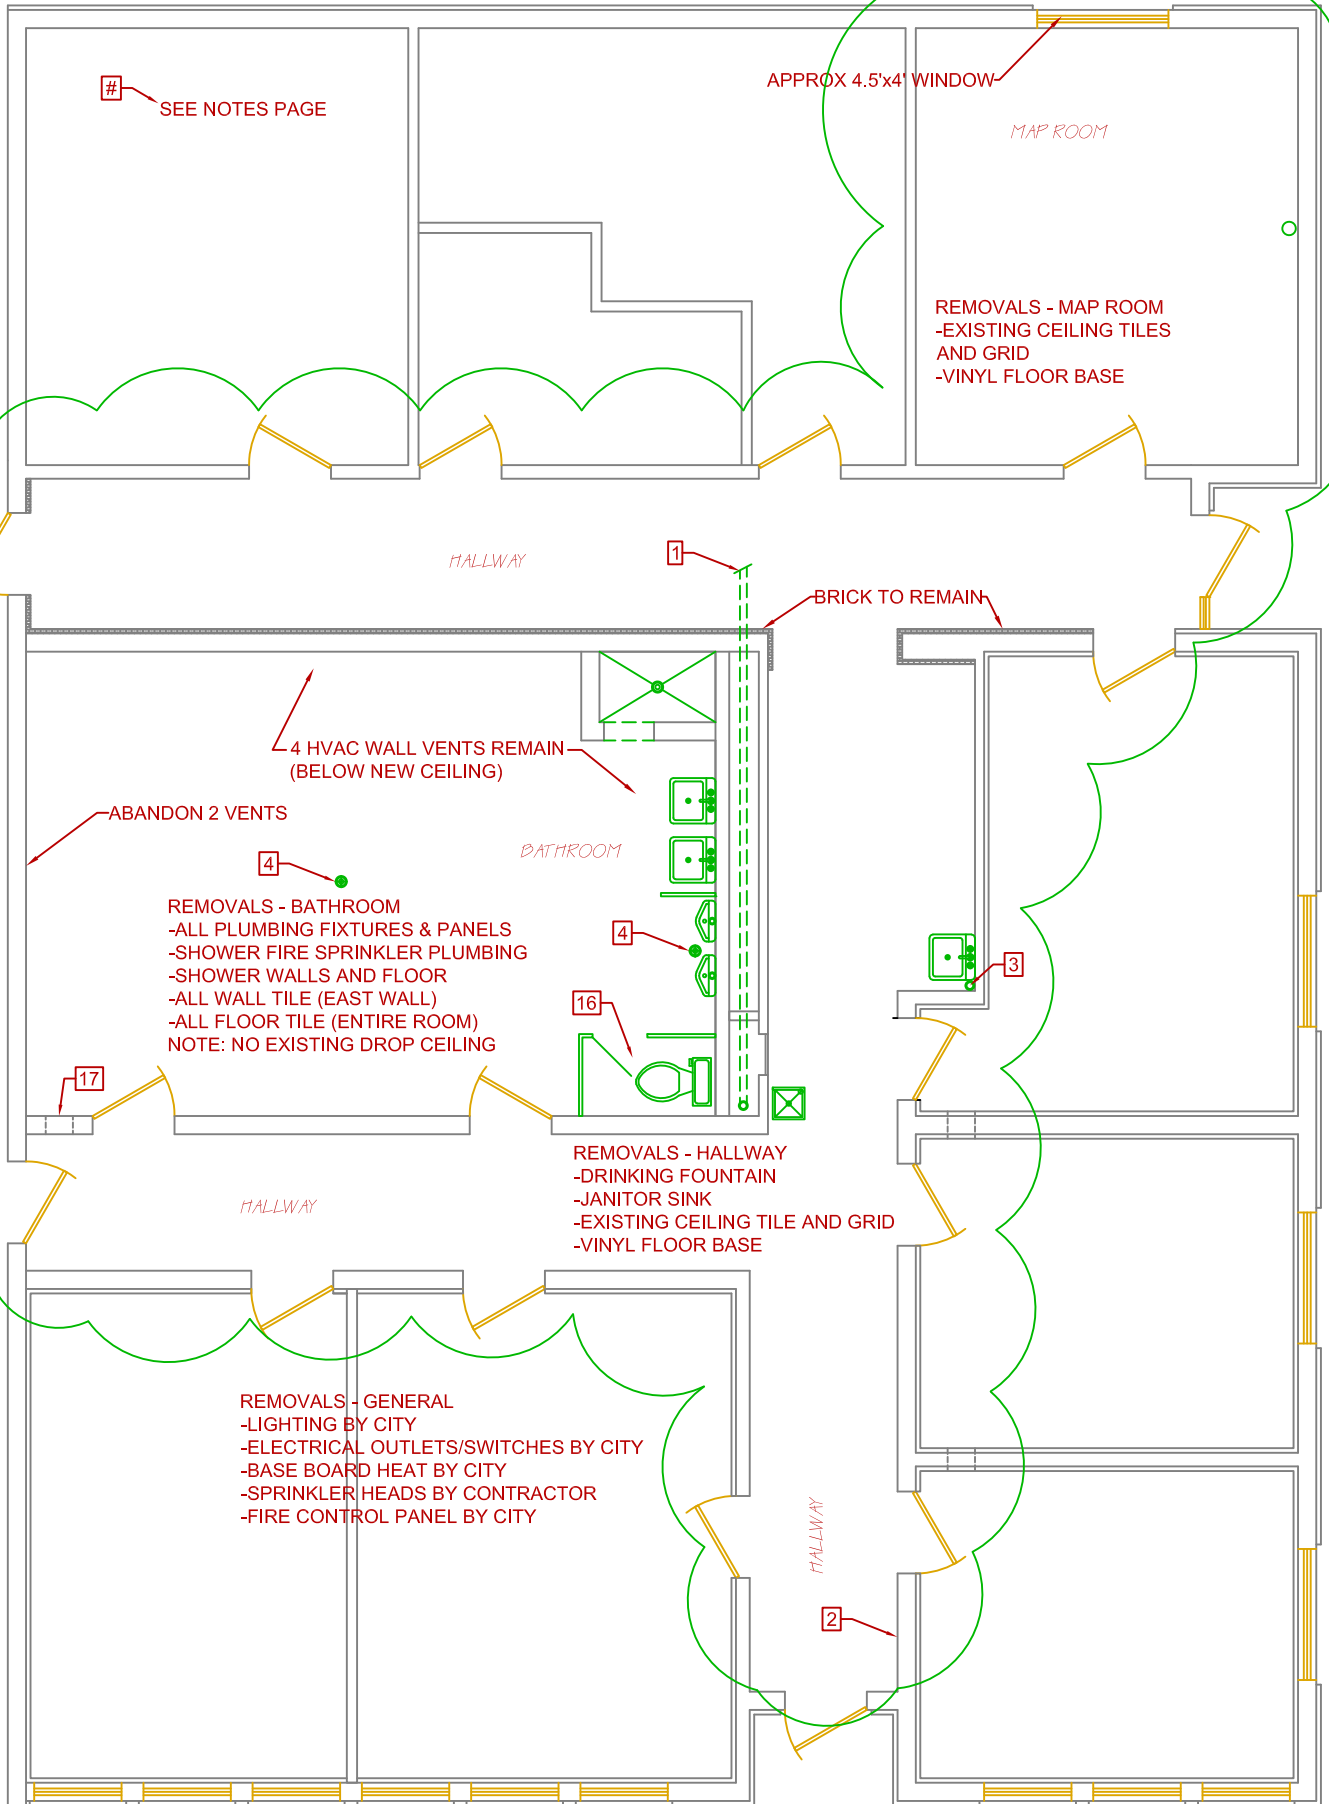 APPROX 4.5'x4' WINDOW
#
SEE NOTES PAGE
MAP ROOM
REMOVALS - MAP ROOM
-EXISTING CEILING TILES
AND GRID
-VINYL FLOOR BASE
HALLWAY
1
BRICK TO REMAIN
4 HVAC WALL VENTS REMAIN
(BELOW NEW CEILING)
ABANDON 2 VENTS
BATHROOM
4
REMOVALS - BATHROOM
-ALL PLUMBING FIXTURES & PANELS
-SHOWER FIRE SPRINKLER PLUMBING
-SHOWER WALLS AND FLOOR
-ALL WALL TILE (EAST WALL)
-ALL FLOOR TILE (ENTIRE ROOM)
NOTE: NO EXISTING DROP CEILING
4
3
16
17
REMOVALS - HALLWAY
-DRINKING FOUNTAIN
-JANITOR SINK
-EXISTING CEILING TILE AND GRID
-VINYL FLOOR BASE
HALLWAY
REMOVALS - GENERAL
-LIGHTING BY CITY
-ELECTRICAL OUTLETS/SWITCHES BY CITY
-BASE BOARD HEAT BY CITY
-SPRINKLER HEADS BY CONTRACTOR
-FIRE CONTROL PANEL BY CITY
HALLWAY
2